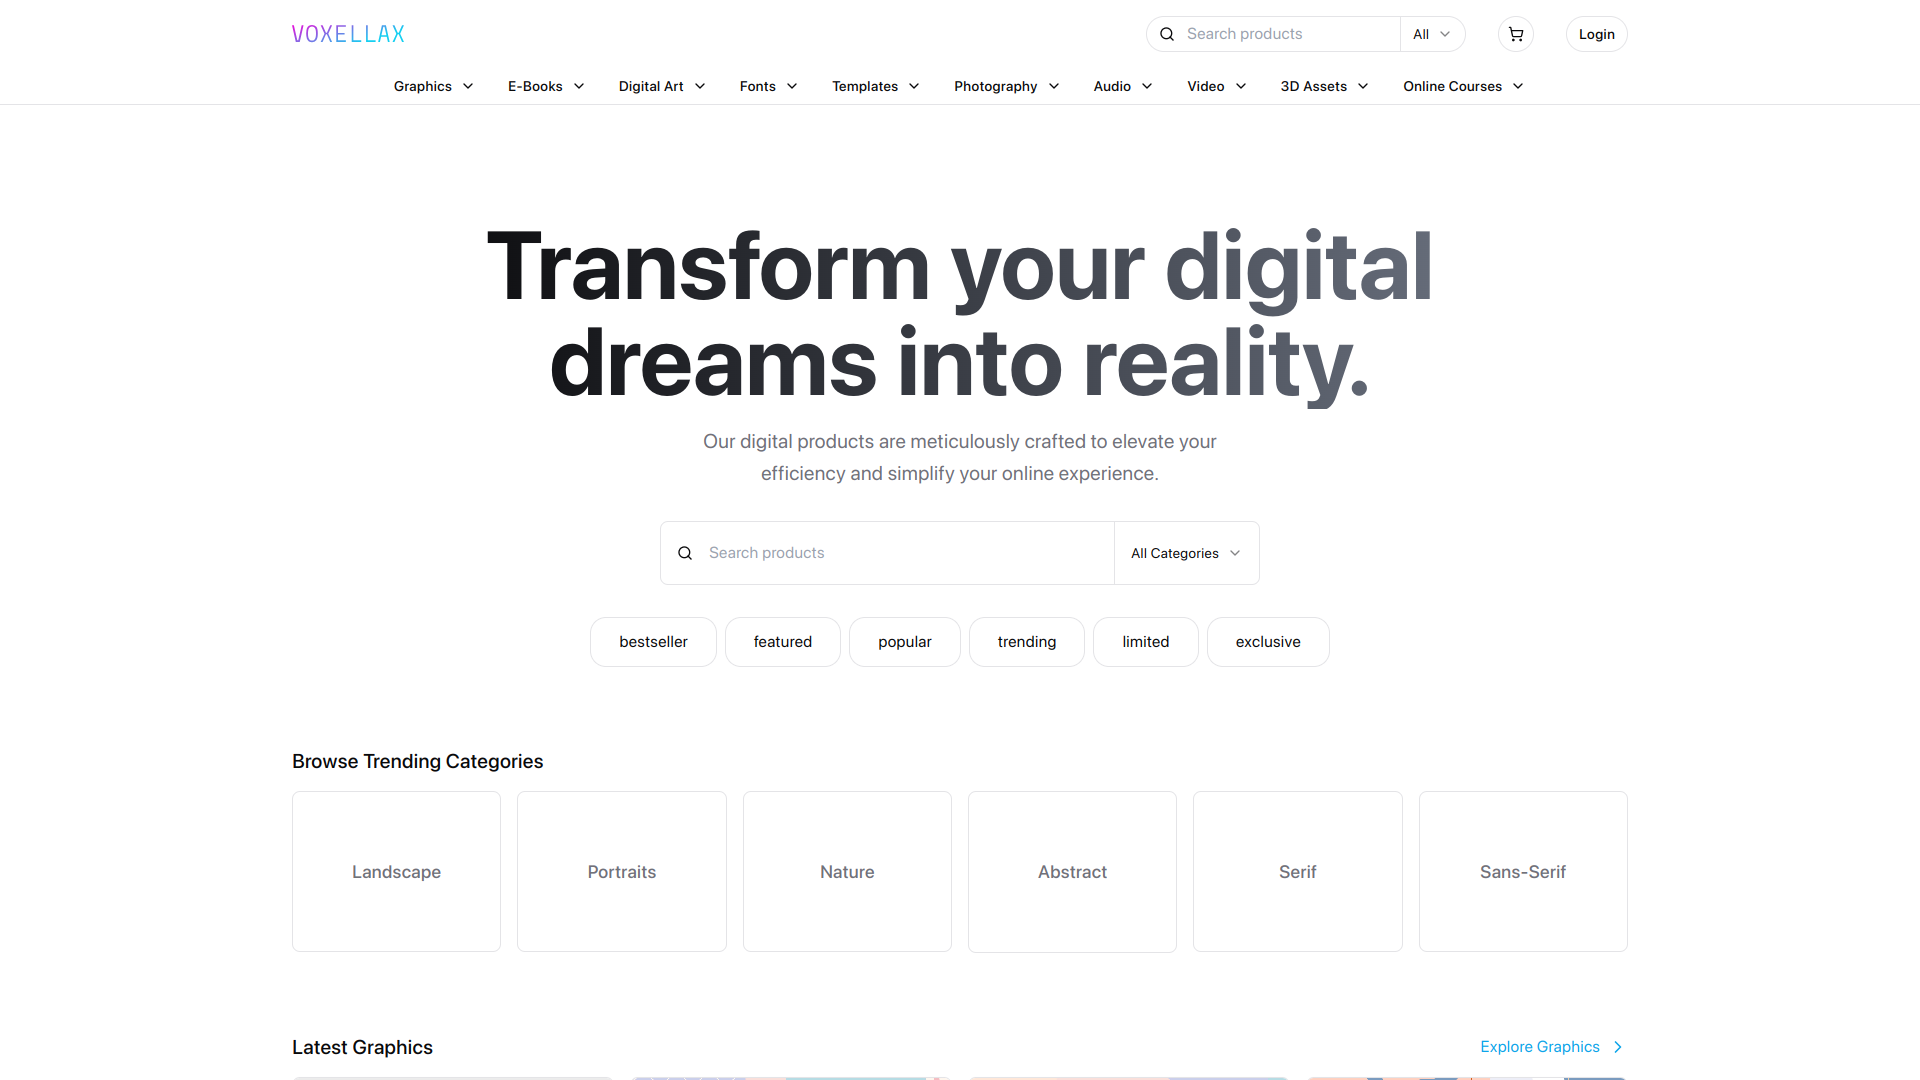 VOXELLAX
Search products
All
Login
Graphics
E-Books
Digital Art
Fonts
Templates
Photography
Audio
Video
3D Assets
Online Courses
Transform your digital
dreams into reality.
Our digital products are meticulously crafted to elevate your
efficiency and simplify your online experience.
Search products
All Categories
bestseller
featured
popular
trending
limited
exclusive
Browse Trending Categories
Landscape
Portraits
Nature
Abstract
Serif
Sans-Serif
Latest Graphics
Explore Graphics